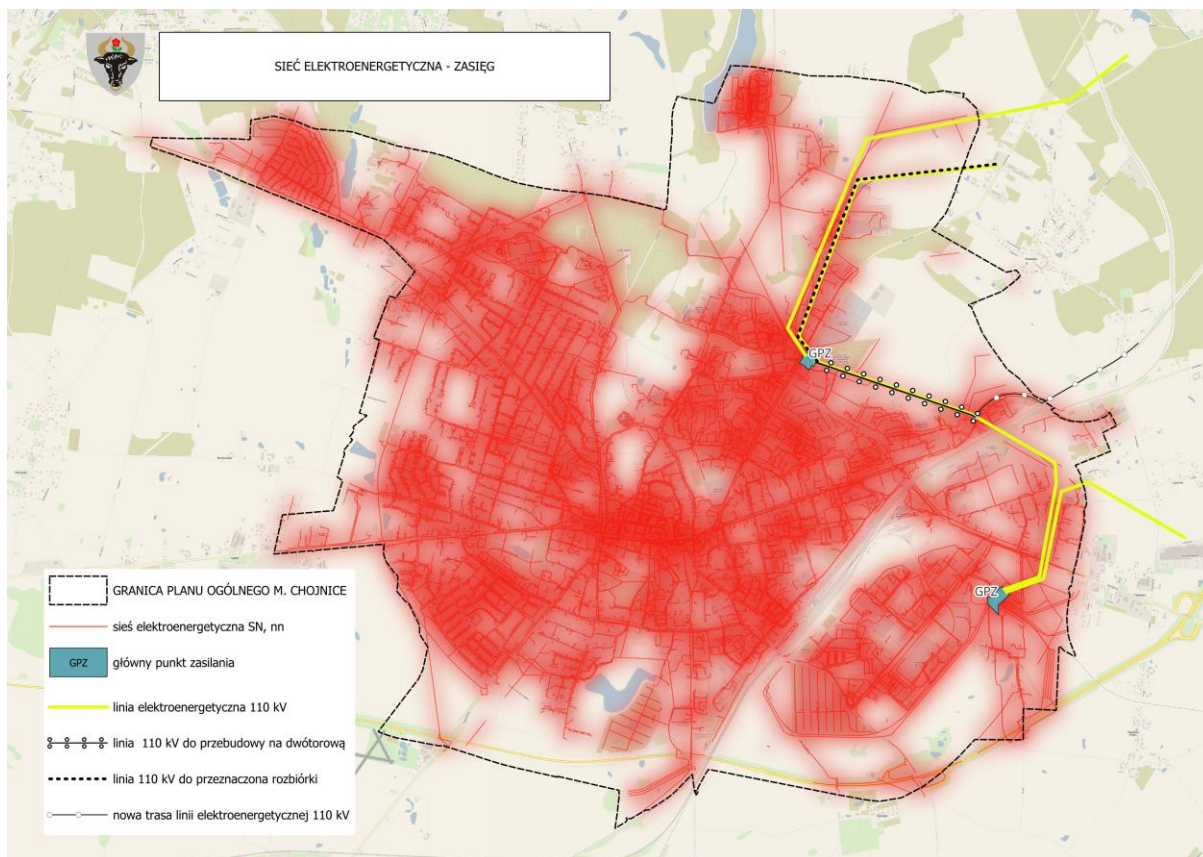 SIEĆ ELEKTROENERGETYCZNA - ZASIĘG
GPZ
GPZ
GRANICA PLANU OGÓLNEGO M. CHOJNICE
sieś elektroenergetyczna SN, nn
GPZ
główny punkt zasilania
linia elektroenergetyczna 110 kV
linia 110 kV do przebudowy na dwótorową
linia 110 kV do przeznaczona rozbiórki
nowa trasa linii elektroenergetycznej 110 kV